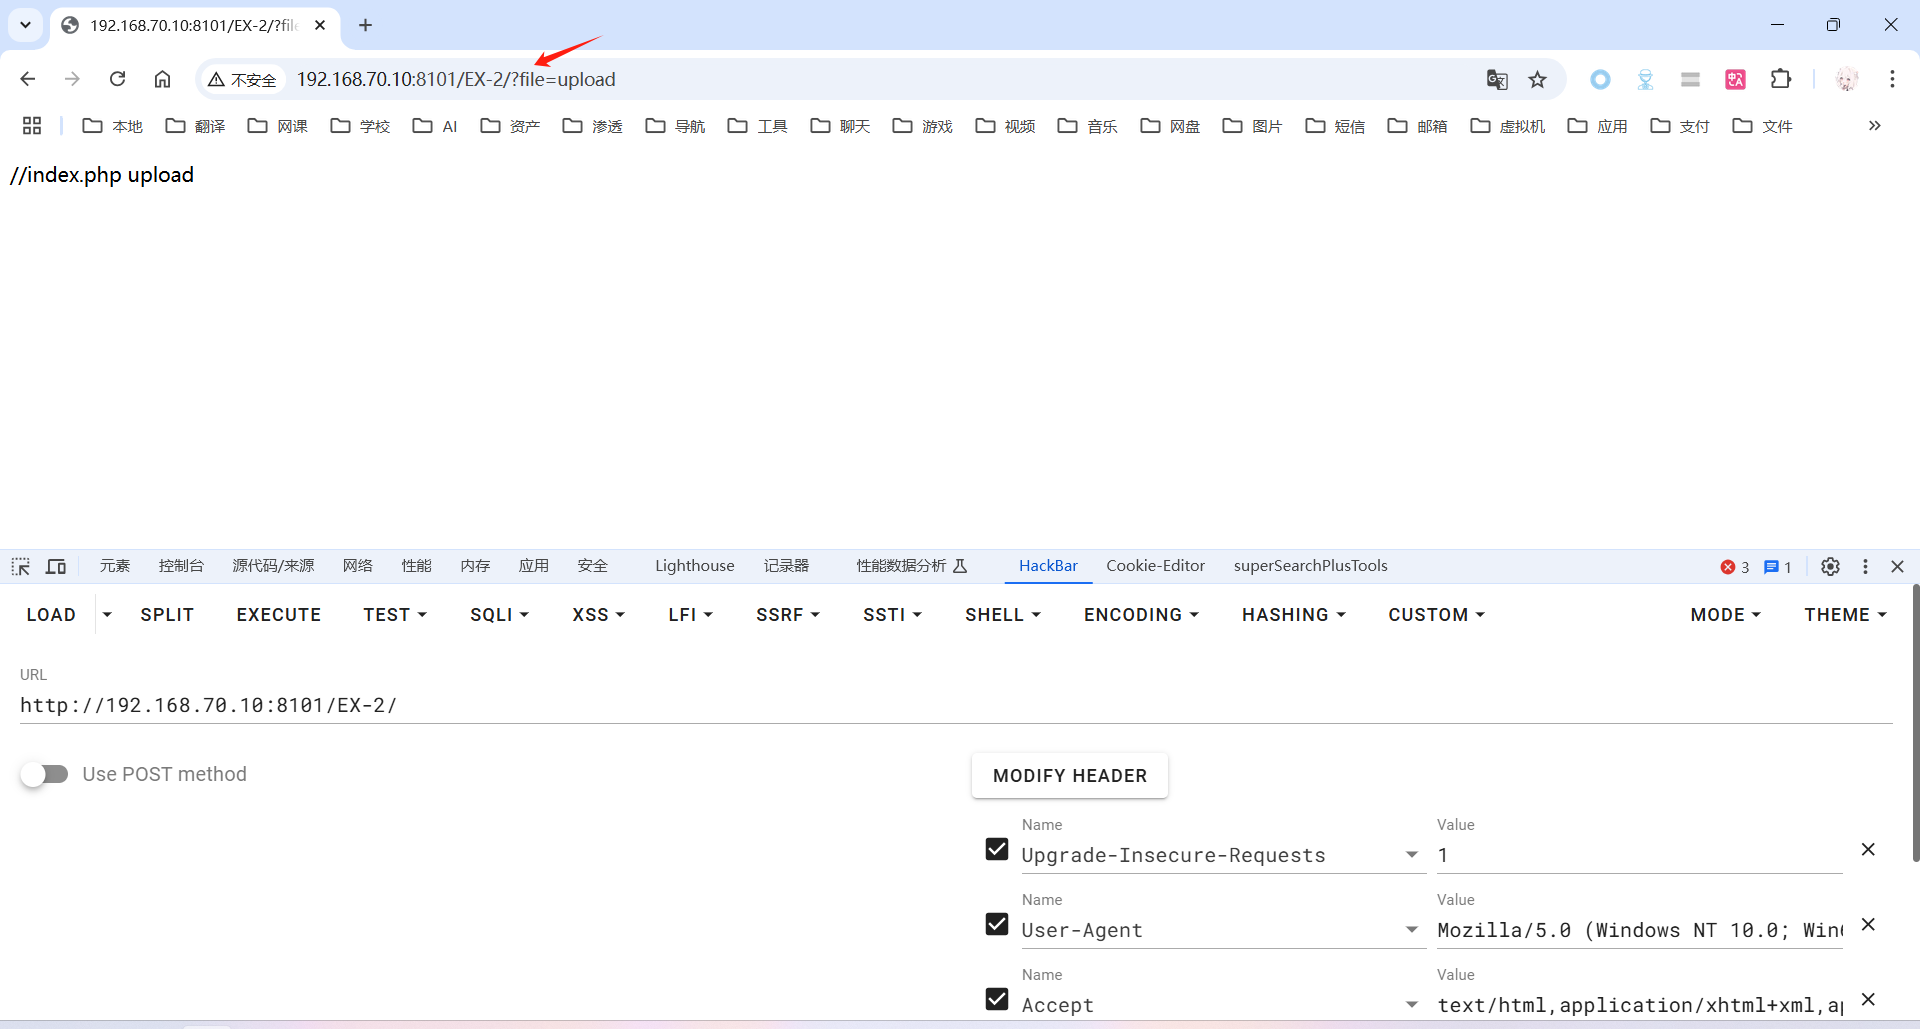 192.168.70.10:8101/EX-2/?file
不安全 192.168.70.10:8101/EX-2/?file=upload
本地 翻译 网课 学校 AI 资产 渗透 导航 工具 聊天 游戏 视频 音乐 网盘 图片 短信 邮箱 虚拟机 应用 支付 文件
//index.php upload
元素 控制台 源代码/来源 网络 性能 内存 应用 安全 Lighthouse 记录器 性能数据分析 HackBar Cookie-Editor superSearchPlusTools 3 1
LOAD SPLIT EXECUTE TEST SQLI XSS LFI SSRF SSTI SHELL ENCODING HASHING CUSTOM MODE THEME
URL
http://192.168.70.10:8101/EX-2/
Use POST method
MODIFY HEADER
Name Value
Upgrade-Insecure-Requests 1
Name Value
User-Agent Mozilla/5.0 (Windows NT 10.0; Win
Name Value
Accept text/html,application/xhtml+xml,a